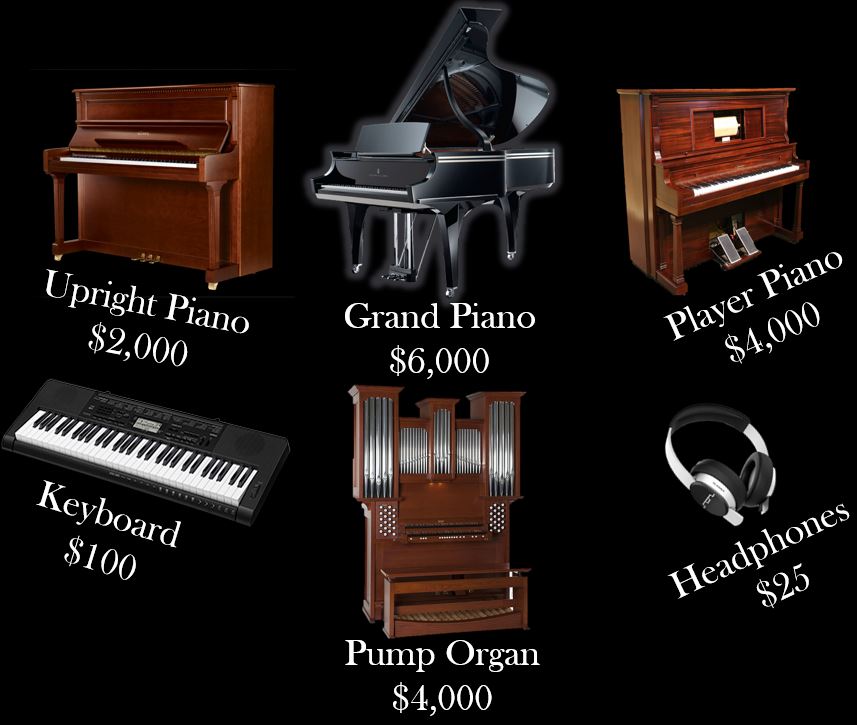 Upright Piano
$2,000
Grand Piano
$6,000
Player Piano
$4,000
Keyboard
$100
Pump Organ
$4,000
Headphones
$25